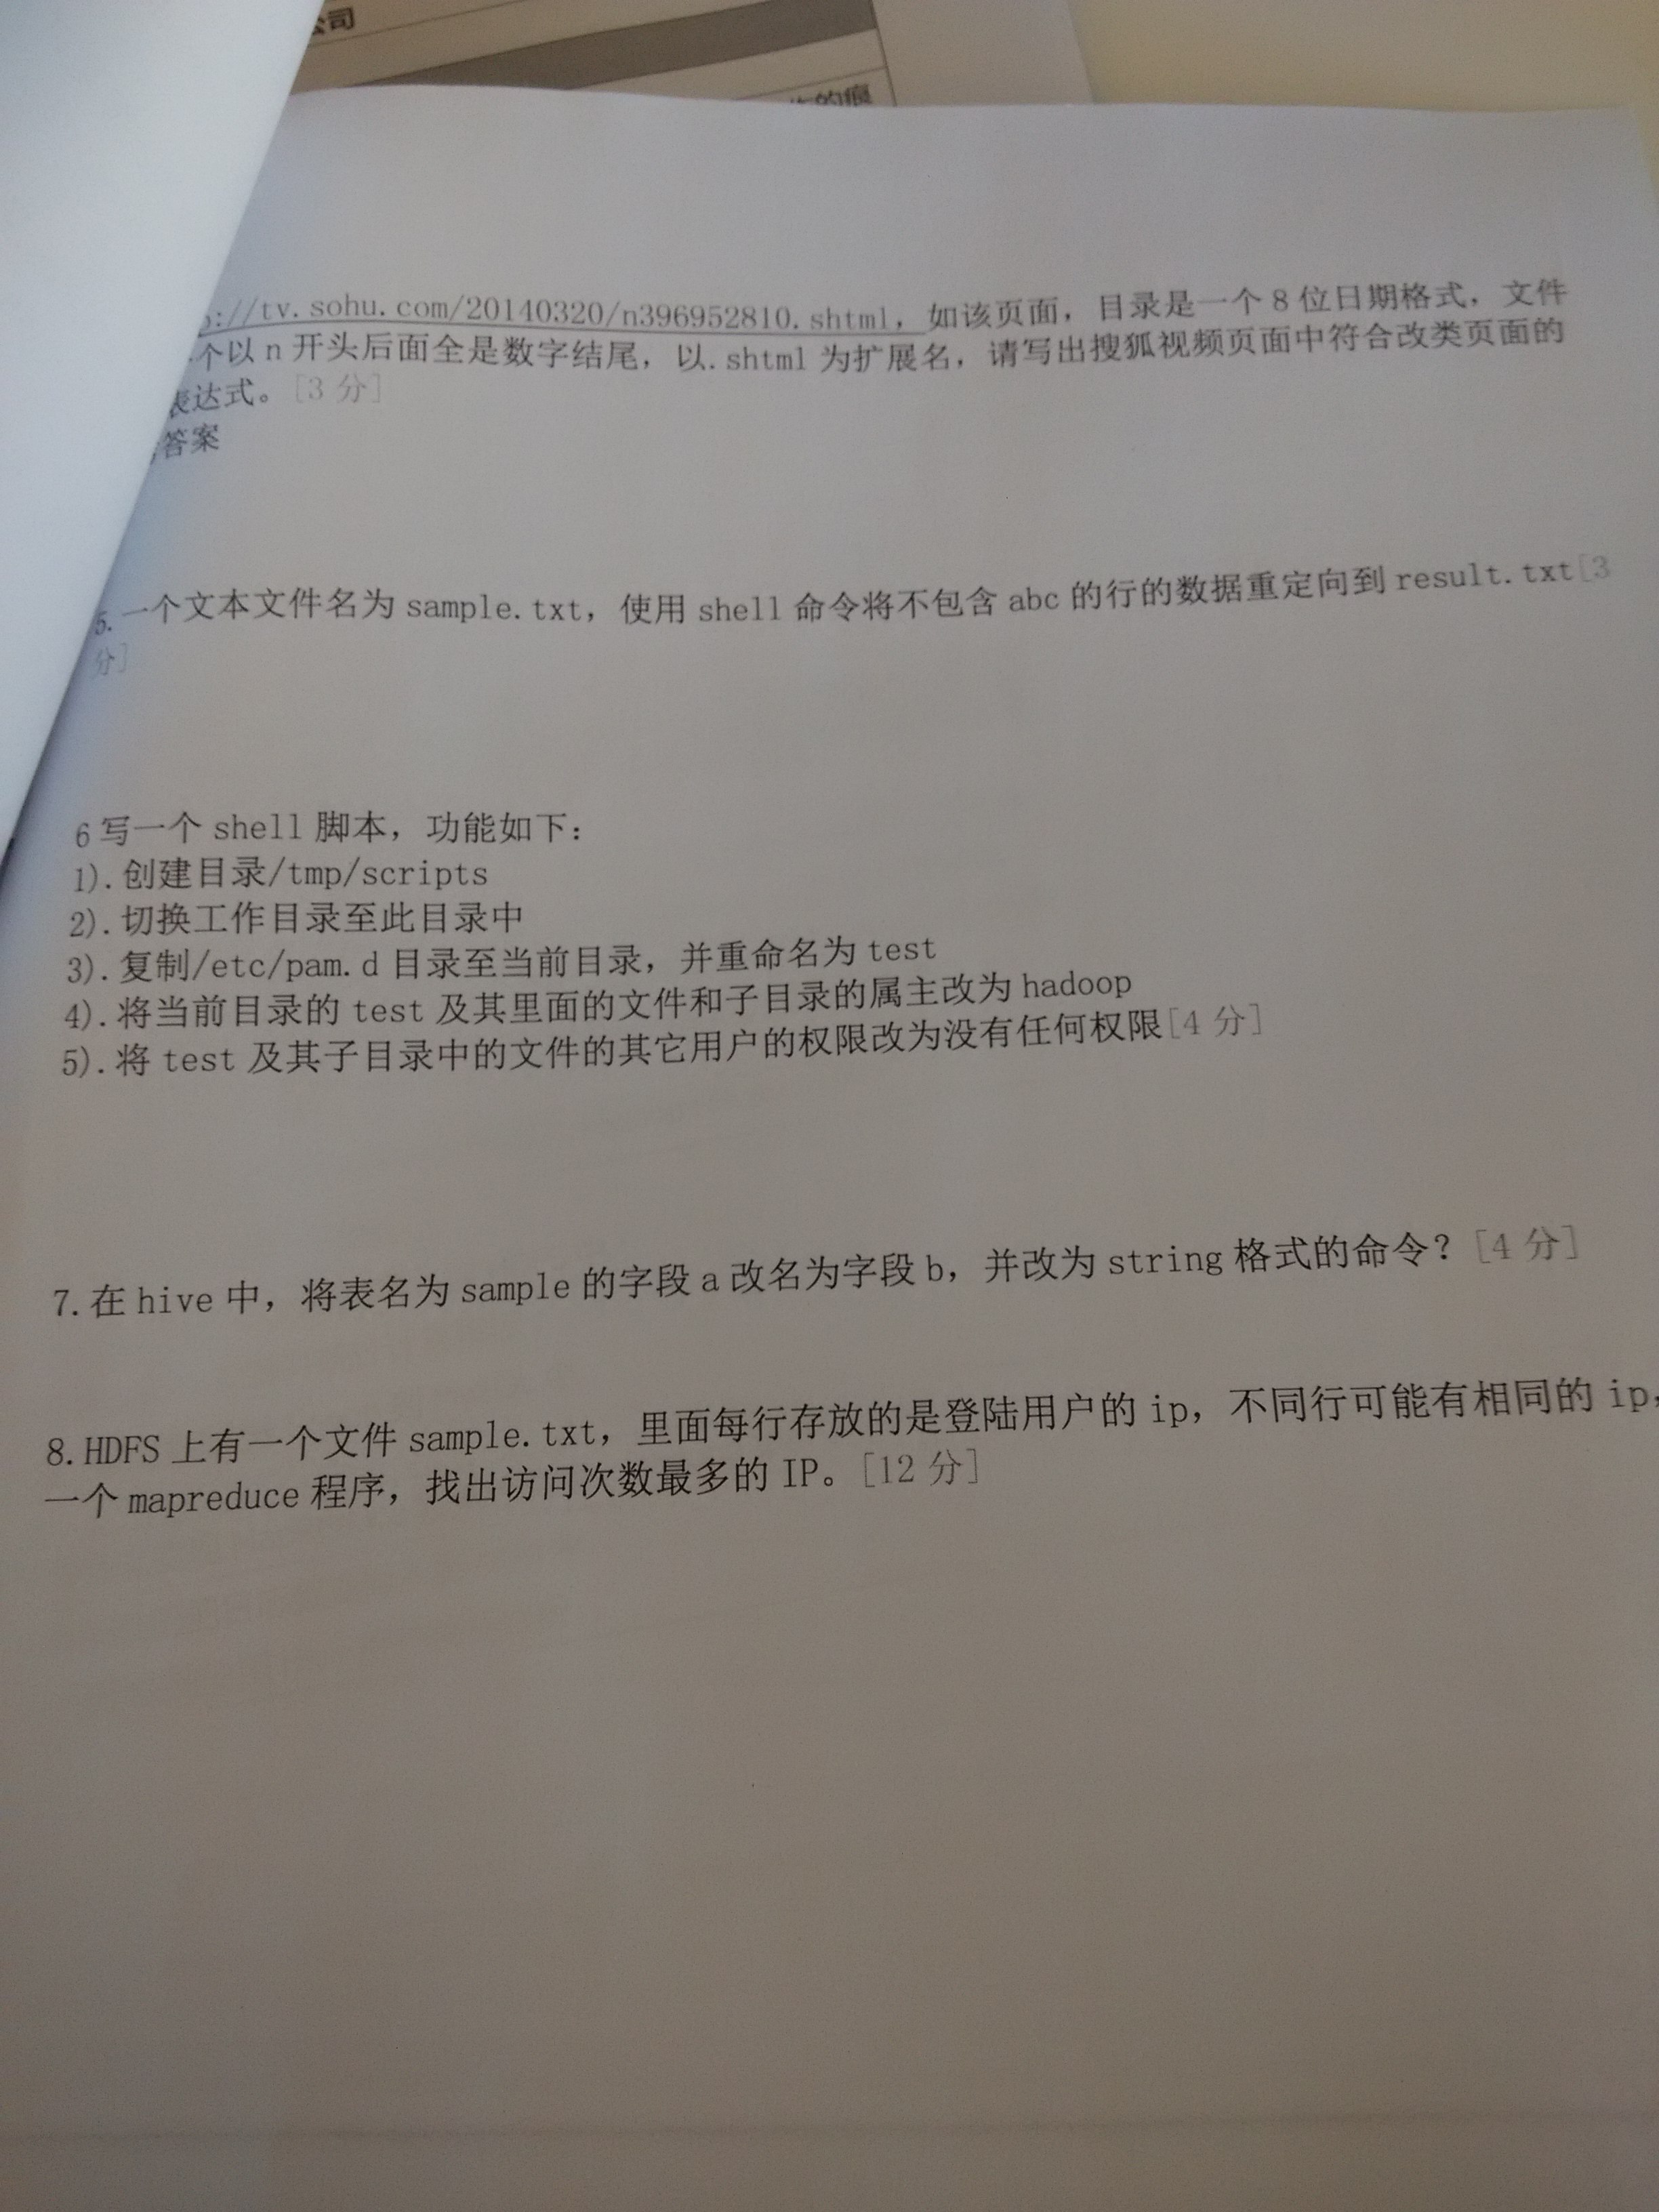 公司
的痕
://tv.sohu.com/20140320/n396952810.shtml，如该页面，目录是一个 8 位日期格式，文件
个以 n 开头后面全是数字结尾，以.shtml 为扩展名，请写出搜狐视频页面中符合改类页面的
表达式。[3 分]
答案
5.一个文本文件名为 sample.txt，使用 shell 命令将不包含 abc 的行的数据重定向到 result.txt[3
分]
6 写一个 shell 脚本，功能如下：
1).创建目录/tmp/scripts
2).切换工作目录至此目录中
3).复制/etc/pam.d 目录至当前目录，并重命名为 test
4).将当前目录的 test 及其里面的文件和子目录的属主改为 hadoop
5).将 test 及其子目录中的文件的其它用户的权限改为没有任何权限[4 分]
7.在 hive 中，将表名为 sample 的字段 a 改名为字段 b，并改为 string 格式的命令？[4 分]
8.HDFS 上有一个文件 sample.txt，里面每行存放的是登陆用户的 ip，不同行可能有相同的 ip，
一个 mapreduce 程序，找出访问次数最多的 IP。[12 分]